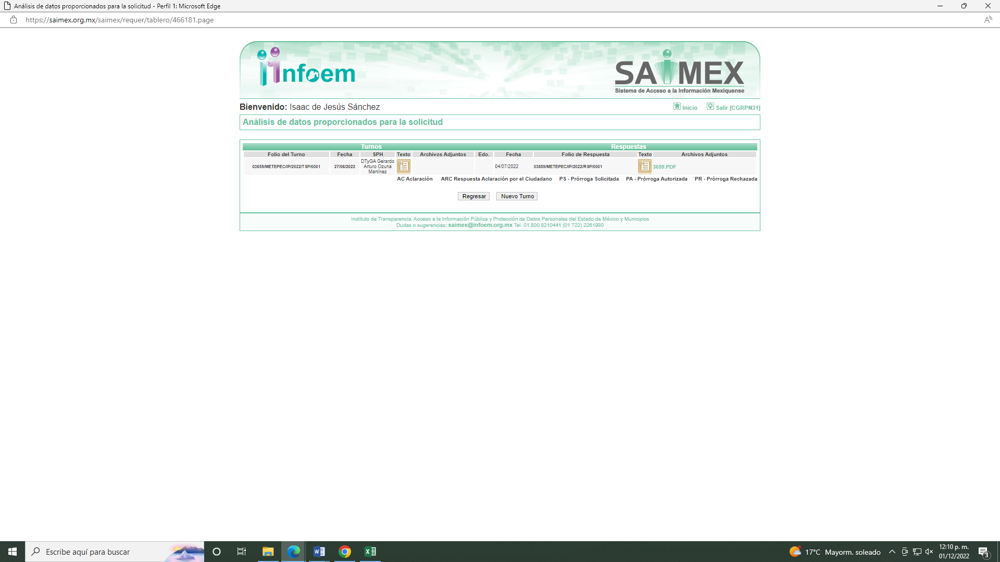 Análisis de datos proporcionados para la solicitud - Perfil 1: Microsoft Edge
https://saimex.org.mx/saimex/requer/tablero/466181.page
infoem
SAIMEX
Sistema de Acceso a la Información Mexiquense
Bienvenido: Isaac de Jesús Sánchez
Inicio Salir [CGRPN31]
Análisis de datos proporcionados para la solicitud
Turnos Respuestas
Folio del Turno Fecha SPH Texto Archivos Adjuntos Edo. Fecha Folio de Respuesta Texto Archivos Adjuntos
03659/METEPEC/IP/2022/TSP/0001 27/06/2022 DTyGA Gerardo Arturo Ozuna Martínez 04/07/2022 03659/METEPEC/IP/2022/RSP/0001 3659.PDF
AC Aclaración ARC Respuesta Aclaración por el Ciudadano PS - Prórroga Solicitada PA - Prórroga Autorizada PR - Prórroga Rechazada
Regresar Nuevo Turno
Instituto de Transparencia, Acceso a la Información Pública y Protección de Datos Personales del Estado de México y Municipios
Dudas o sugerencias: saimex@infoem.org.mx Tel. 01 800 8210441 (01 722) 2261980
Escribe aquí para buscar
17°C Mayorm. soleado
12:10 p. m.
01/12/2022
3